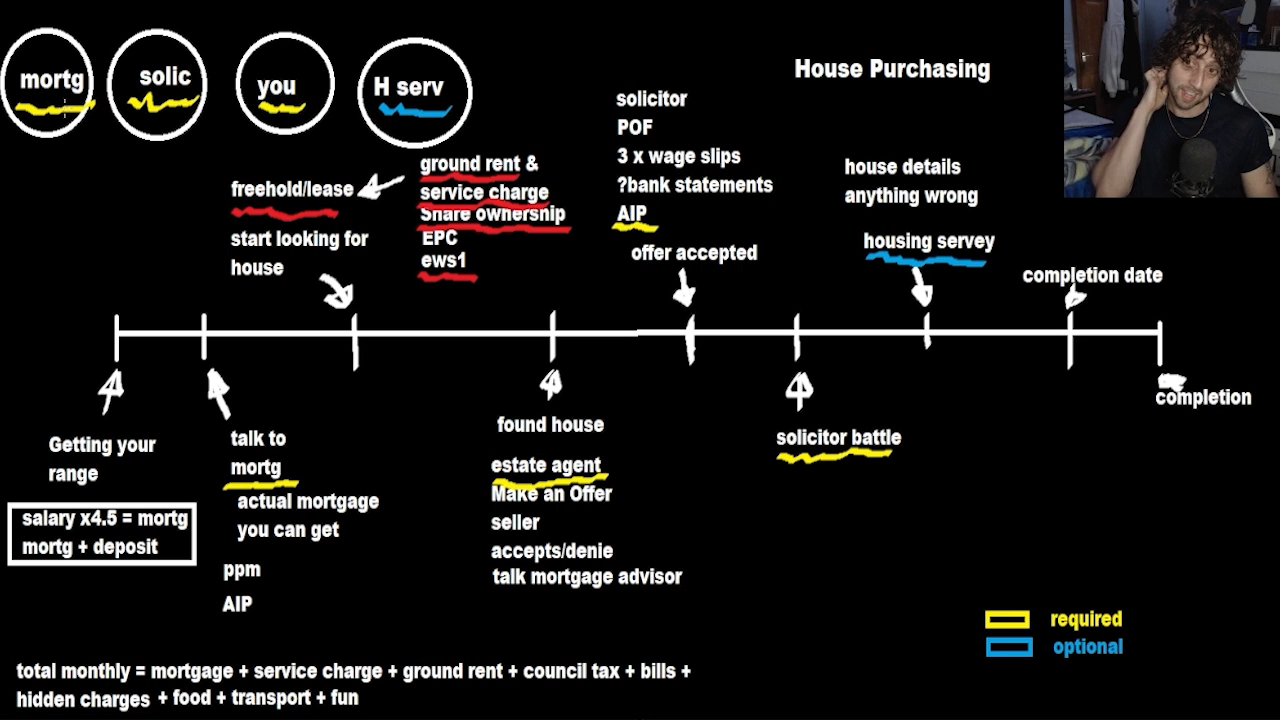 mortg
solic
you
H serv
House Purchasing
freehold/lease
start looking for
house
ground rent &
service charge
Share ownership
EPC
ews1
solicitor
POF
3 x wage slips
?bank statements
AIP
offer accepted
house details
anything wrong
housing servey
completion date
completion
Getting your
range
salary x4.5 = mortg
mortg + deposit
talk to
mortg
actual mortgage
you can get
ppm
AIP
found house
estate agent
Make an Offer
seller
accepts/denie
talk mortgage advisor
solicitor battle
required
optional
total monthly = mortgage + service charge + ground rent + council tax + bills +
hidden charges + food + transport + fun